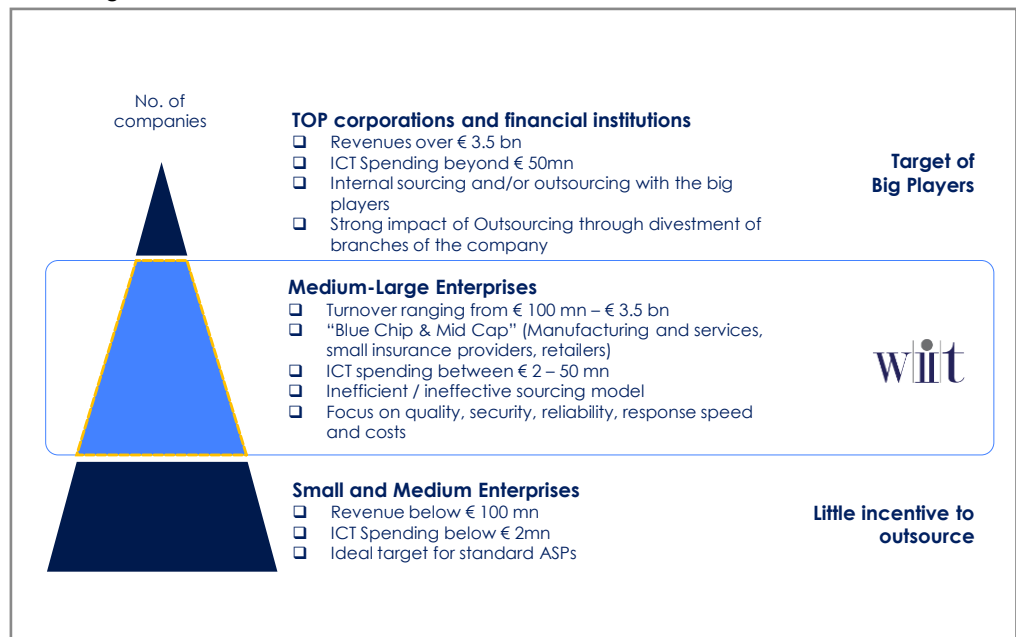 No. of
companies
TOP corporations and financial institutions
❑ Revenues over € 3.5 bn
❑ ICT Spending beyond € 50mn
❑ Internal sourcing and/or outsourcing with the big
players
❑ Strong impact of Outsourcing through divestment of
branches of the company
Target of
Big Players
Medium-Large Enterprises
❑ Turnover ranging from € 100 mn – € 3.5 bn
❑ “Blue Chip & Mid Cap” (Manufacturing and services,
small insurance providers, retailers)
❑ ICT spending between € 2 – 50 mn
❑ Inefficient / ineffective sourcing model
❑ Focus on quality, security, reliability, response speed
and costs
wiit
Small and Medium Enterprises
❑ Revenue below € 100 mn
❑ ICT Spending below € 2mn
❑ Ideal target for standard ASPs
Little incentive to
outsource